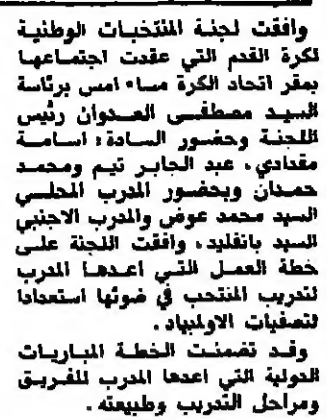 وافقت لجنة المنتخبات الوطنية
لكرة القدم التي عقدت اجتماعها
بمقر اتحاد الكرة مساء امس برئاسة
السيد مصطفى العدوان رئيس
اللجنة وحضور السادة : اسامة
مقدادي ، عبد الجابر تيم ومحمد
حمدان وبحضور المدرب المحلي
السيد محمد عوض والمدرب الاجنبي
السيد بانقليد ، وافقت اللجنة على
خطة العمل التي اعدها المدرب
لتدريب المنتخب في ضوئها استعدادا
لتصفيات الاولمبياد .
وقد تضمنت الخطة المباريات
الدولية التي اعدها المدرب للفريق
ومراحل التدريب وطبيعته .